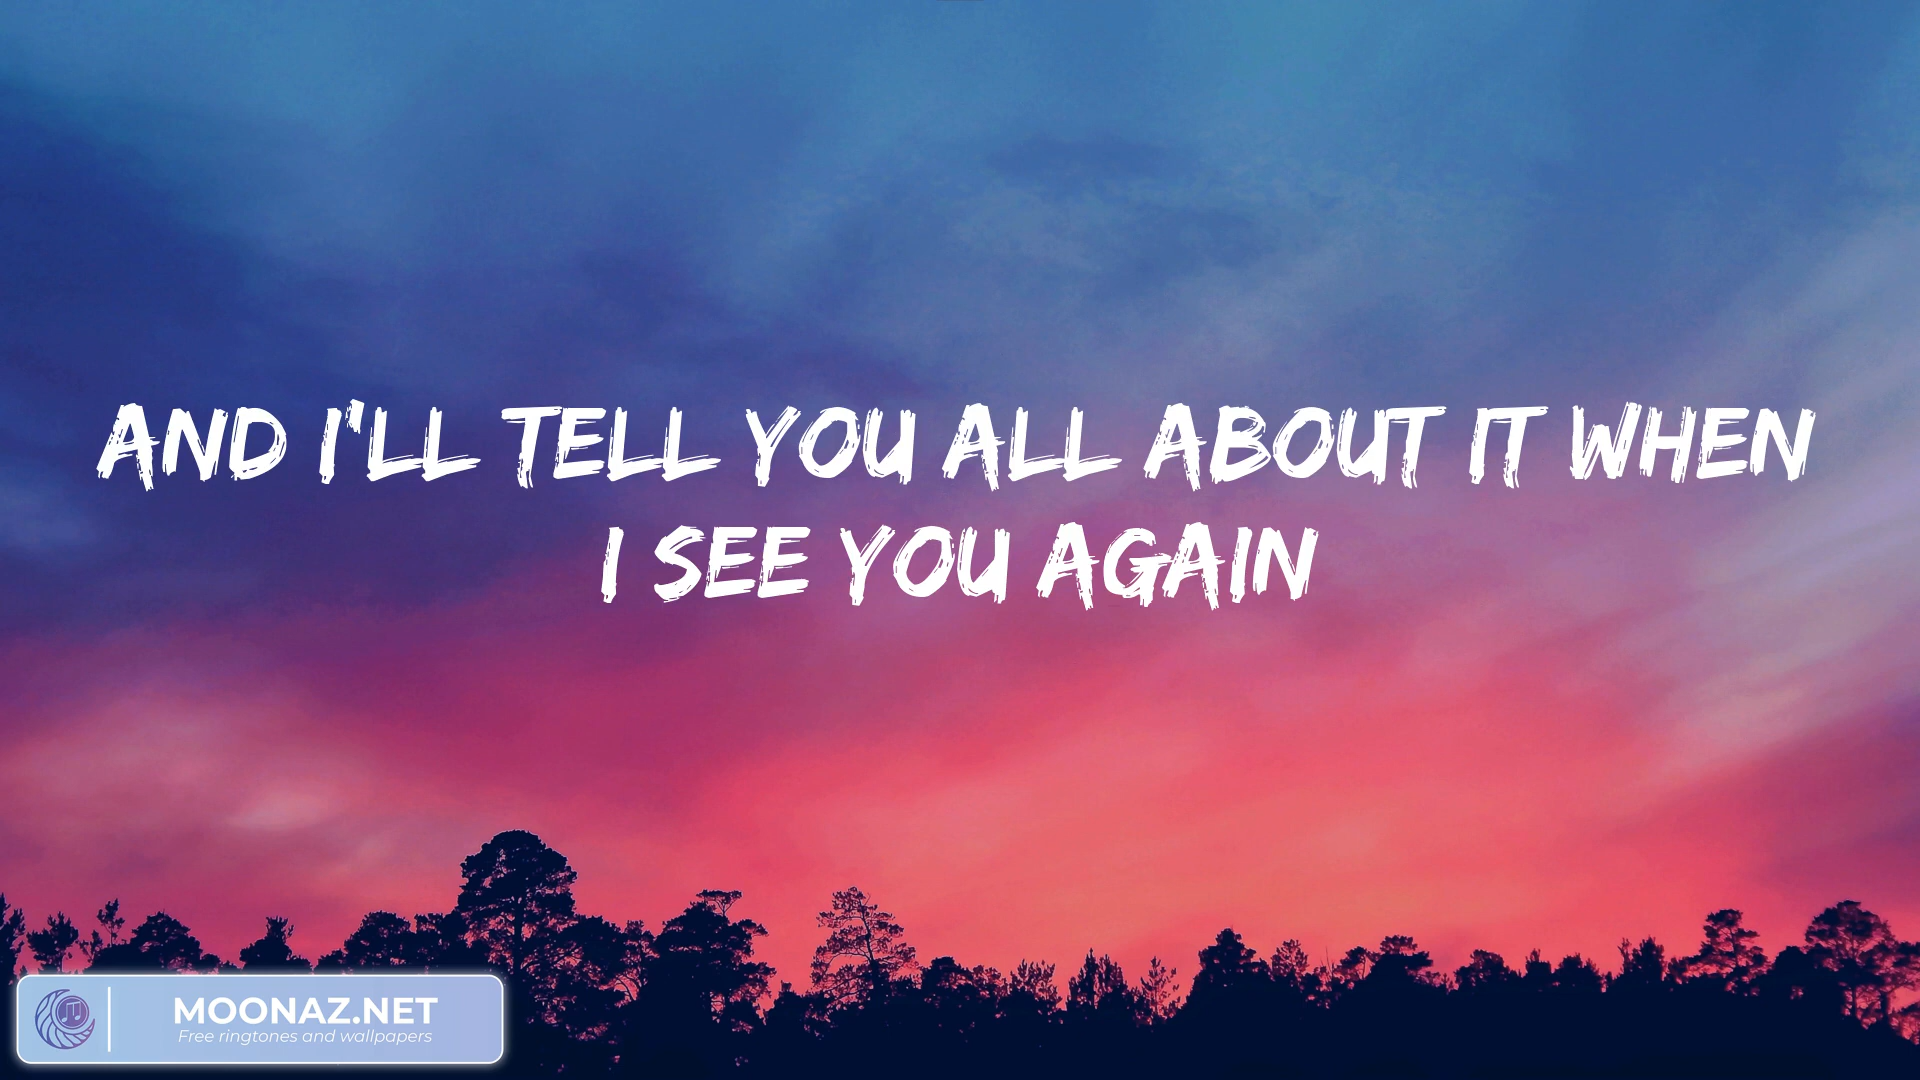 AND I'LL TELL YOU ALL ABOUT IT WHEN
I SEE YOU AGAIN
MOONAZ.NET
Free ringtones and wallpapers